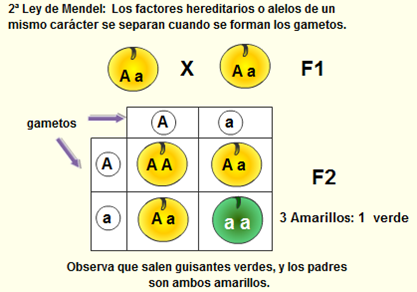 2ª Ley de Mendel: Los factores hereditarios o alelos de un
mismo carácter se separan cuando se forman los gametos.
A a X A a F1
gametos
A a
A A A A a
a A a a a
F2
3 Amarillos: 1 verde
Observa que salen guisantes verdes, y los padres
son ambos amarillos.